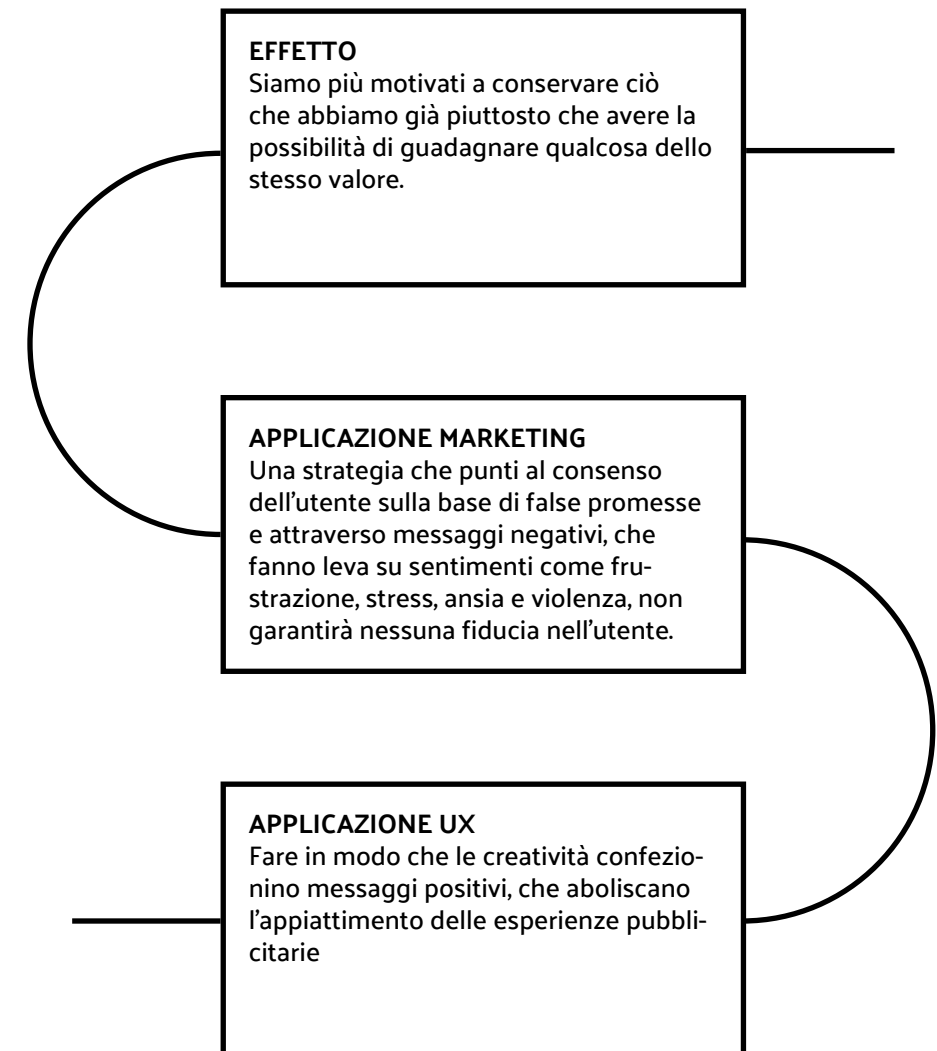 EFFETTO
Siamo più motivati a conservare ciò
che abbiamo già piuttosto che avere la
possibilità di guadagnare qualcosa dello
stesso valore.
APPLICAZIONE MARKETING
Una strategia che punti al consenso
dell'utente sulla base di false promesse
e attraverso messaggi negativi, che
fanno leva su sentimenti come fru-
strazione, stress, ansia e violenza, non
garantirà nessuna fiducia nell'utente.
APPLICAZIONE UX
Fare in modo che le creatività confezio-
nino messaggi positivi, che aboliscano
l'appiattimento delle esperienze pubbli-
citarie